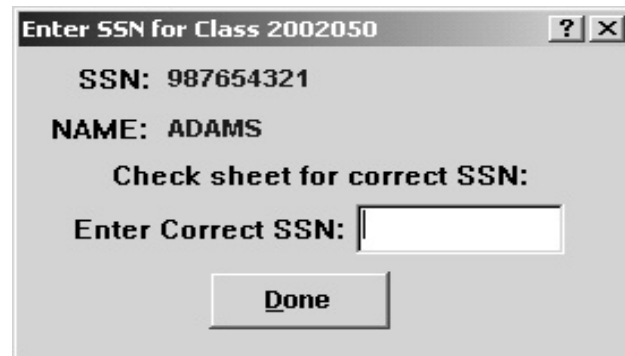 Enter SSN for Class 2002050
SSN: 987654321
NAME: ADAMS
Check sheet for correct SSN:
Enter Correct SSN:
Done